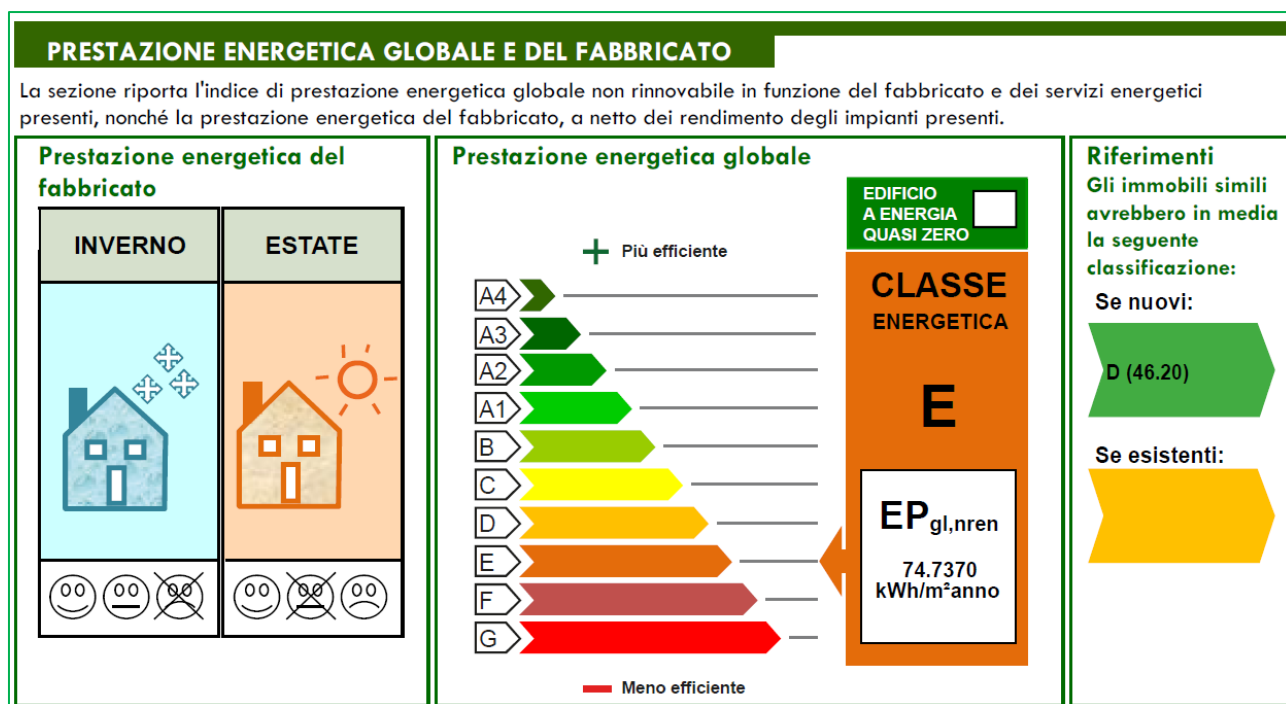 PRESTAZIONE ENERGETICA GLOBALE E DEL FABBRICATO
La sezione riporta l'indice di prestazione energetica globale non rinnovabile in funzione del fabbricato e dei servizi energetici
presenti, nonché la prestazione energetica del fabbricato, a netto dei rendimento degli impianti presenti.
Prestazione energetica del
fabbricato
INVERNO
ESTATE
Prestazione energetica globale
+ Più efficiente
A4
A3
A2
A1
B
C
D
E
F
G
— Meno efficiente
EDIFICIO
A ENERGIA
QUASI ZERO
CLASSE
ENERGETICA
E
EPgl,nren
74.7370
kWh/m²anno
Riferimenti
Gli immobili simili
avrebbero in media
la seguente
classificazione:
Se nuovi:
D (46.20)
Se esistenti: